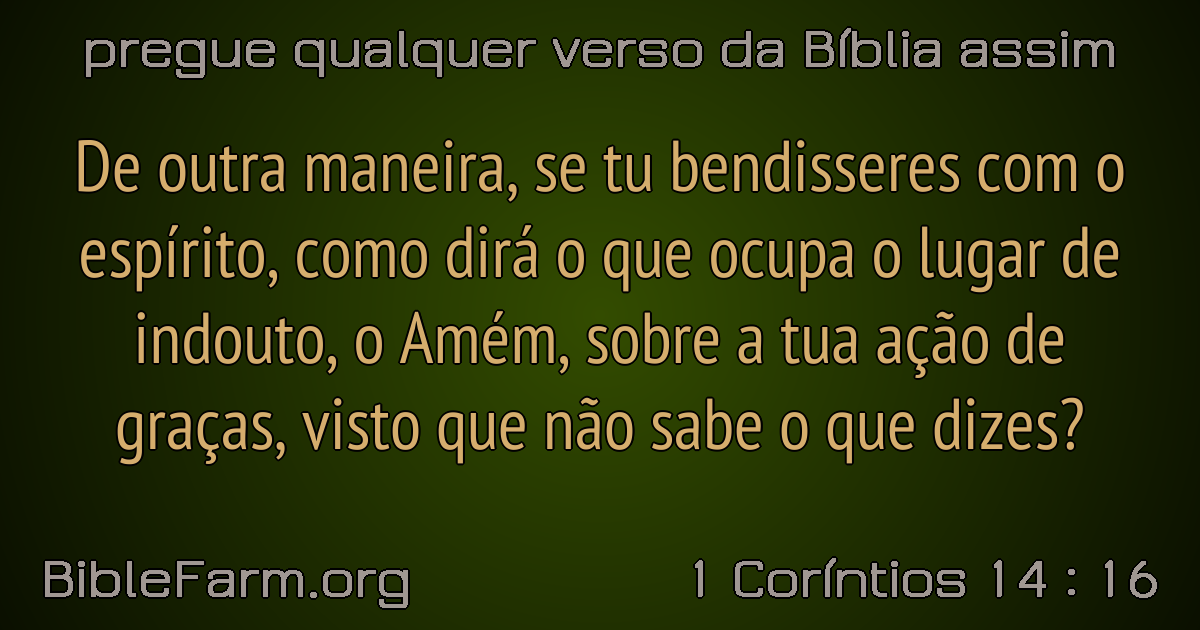 pregue qualquer verso da Bíblia assim
De outra maneira, se tu bendisseres com o
espírito, como dirá o que ocupa o lugar de
indouto, o Amém, sobre a tua ação de
graças, visto que não sabe o que dizes?
BibleFarm.org
1 Coríntios 14 : 16